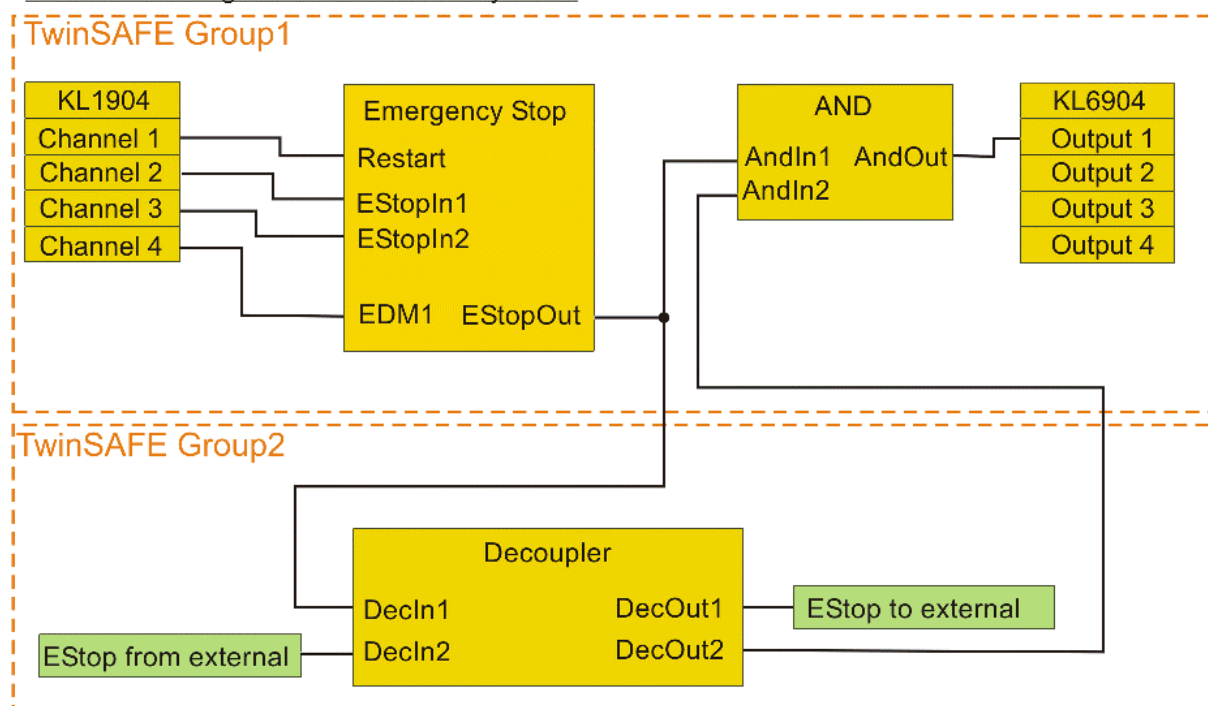 TwinSAFE Group1
KL1904
Channel 1
Channel 2
Channel 3
Channel 4
Emergency Stop
Restart
EStopIn1
EStopIn2
EDM1 EStopOut
AND
AndIn1 AndOut
AndIn2
KL6904
Output 1
Output 2
Output 3
Output 4
TwinSAFE Group2
Decoupler
DecIn1 DecOut1
DecIn2 DecOut2
EStop to external
EStop from external